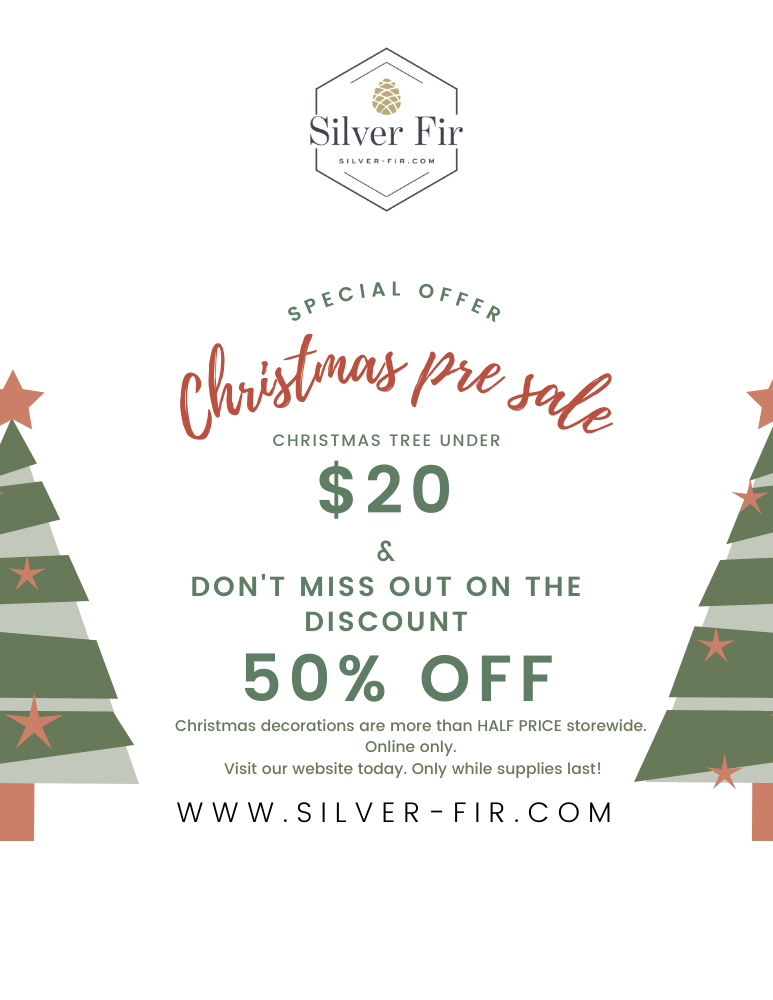 Silver Fir
SILVER-FIR.COM
SPECIAL OFFER
Christmas pre sale
CHRISTMAS TREE UNDER
$20
&
DON'T MISS OUT ON THE
DISCOUNT
50% OFF
Christmas decorations are more than HALF PRICE storewide.
Online only.
Visit our website today. Only while supplies last!
WWW.SILVER-FIR.COM